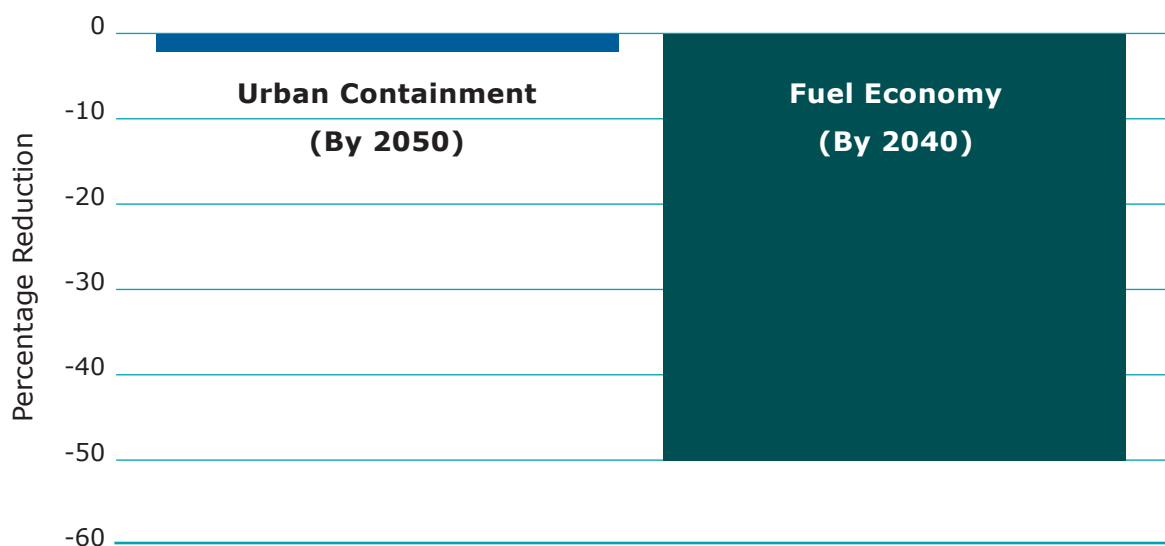 0
-10
-20
-30
-40
-50
-60
Percentage Reduction
Urban Containment
(By 2050)
Fuel Economy
(By 2040)